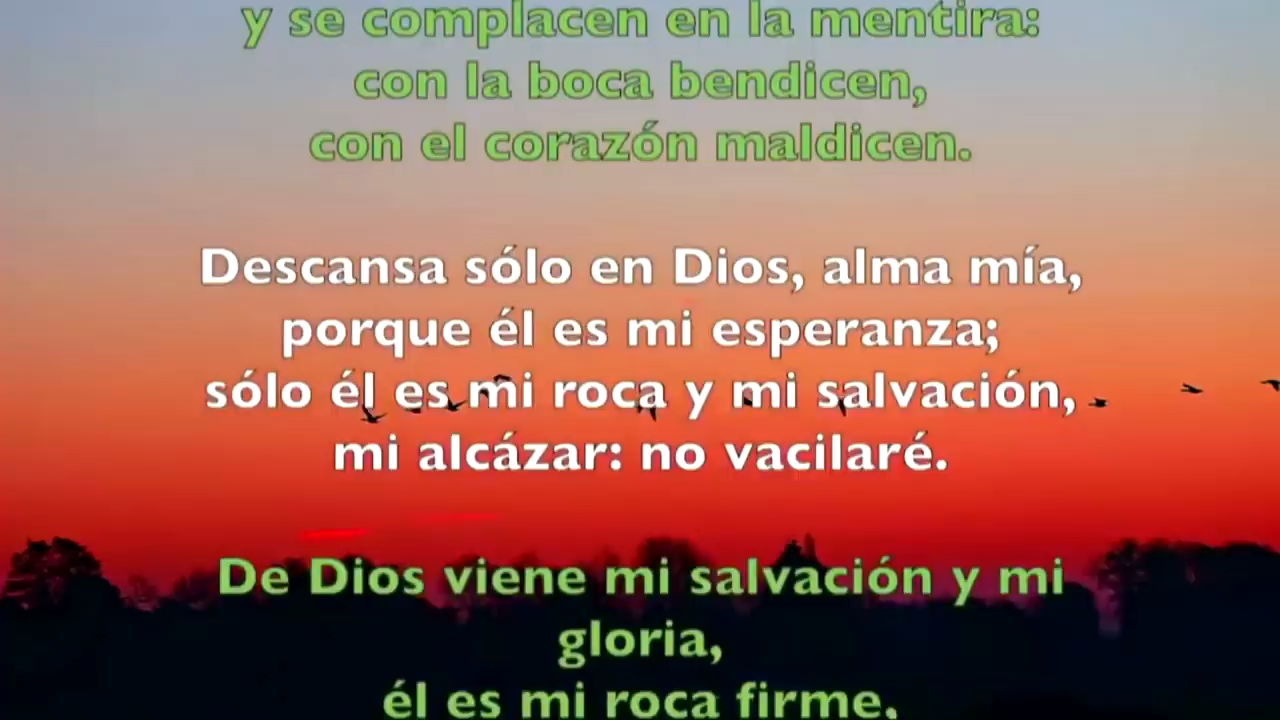 y se complacen en la mentira:
con la boca bendicen,
con el corazón maldicen.
Descansa sólo en Dios, alma mía,
porque él es mi esperanza;
sólo él es mi roca y mi salvación,
mi alcázar: no vacilaré.
De Dios viene mi salvación y mi
gloria,
él es mi roca firme,